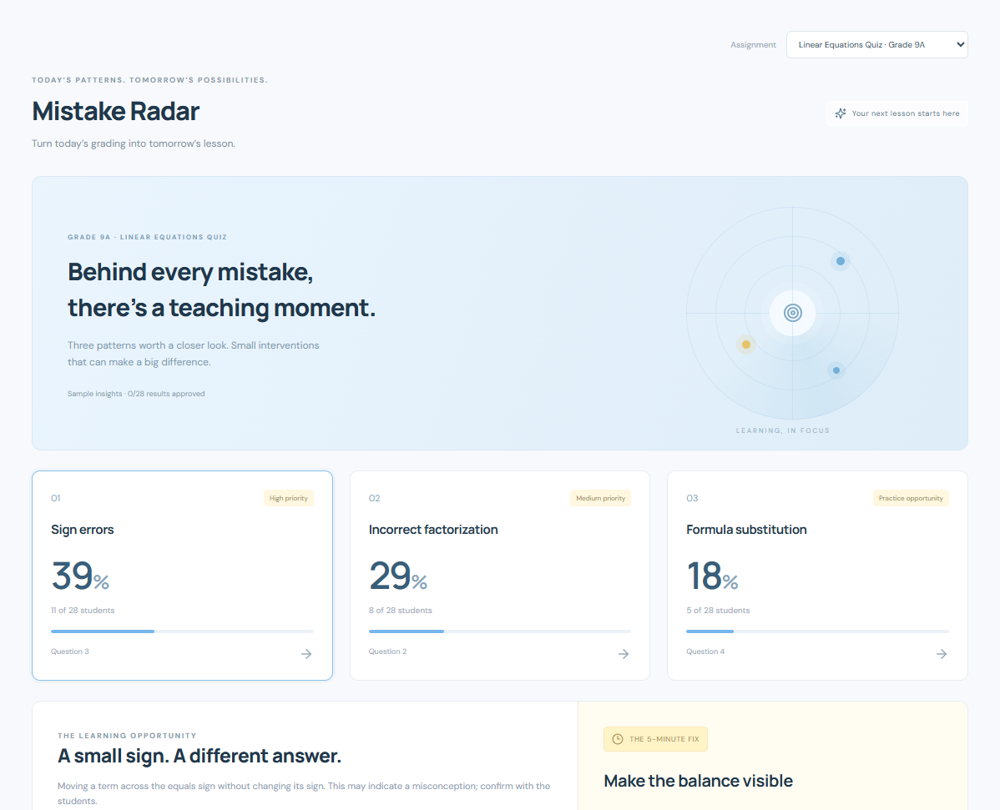 Assignment
Linear Equations Quiz · Grade 9A
TODAY'S PATTERNS. TOMORROW'S POSSIBILITIES.
Mistake Radar
Your next lesson starts here
Turn today's grading into tomorrow's lesson.
GRADE 9A · LINEAR EQUATIONS QUIZ
Behind every mistake,
there's a teaching moment.
Three patterns worth a closer look. Small interventions
that can make a big difference.
Sample insights · 0/28 results approved
LEARNING, IN FOCUS
01
High priority
Sign errors
39%
11 of 28 students
Question 3
02
Medium priority
Incorrect factorization
29%
8 of 28 students
Question 2
03
Practice opportunity
Formula substitution
18%
5 of 28 students
Question 4
THE LEARNING OPPORTUNITY
A small sign. A different answer.
Moving a term across the equals sign without changing its sign. This may indicate a misconception; confirm with the
students.
THE 5-MINUTE FIX
Make the balance visible